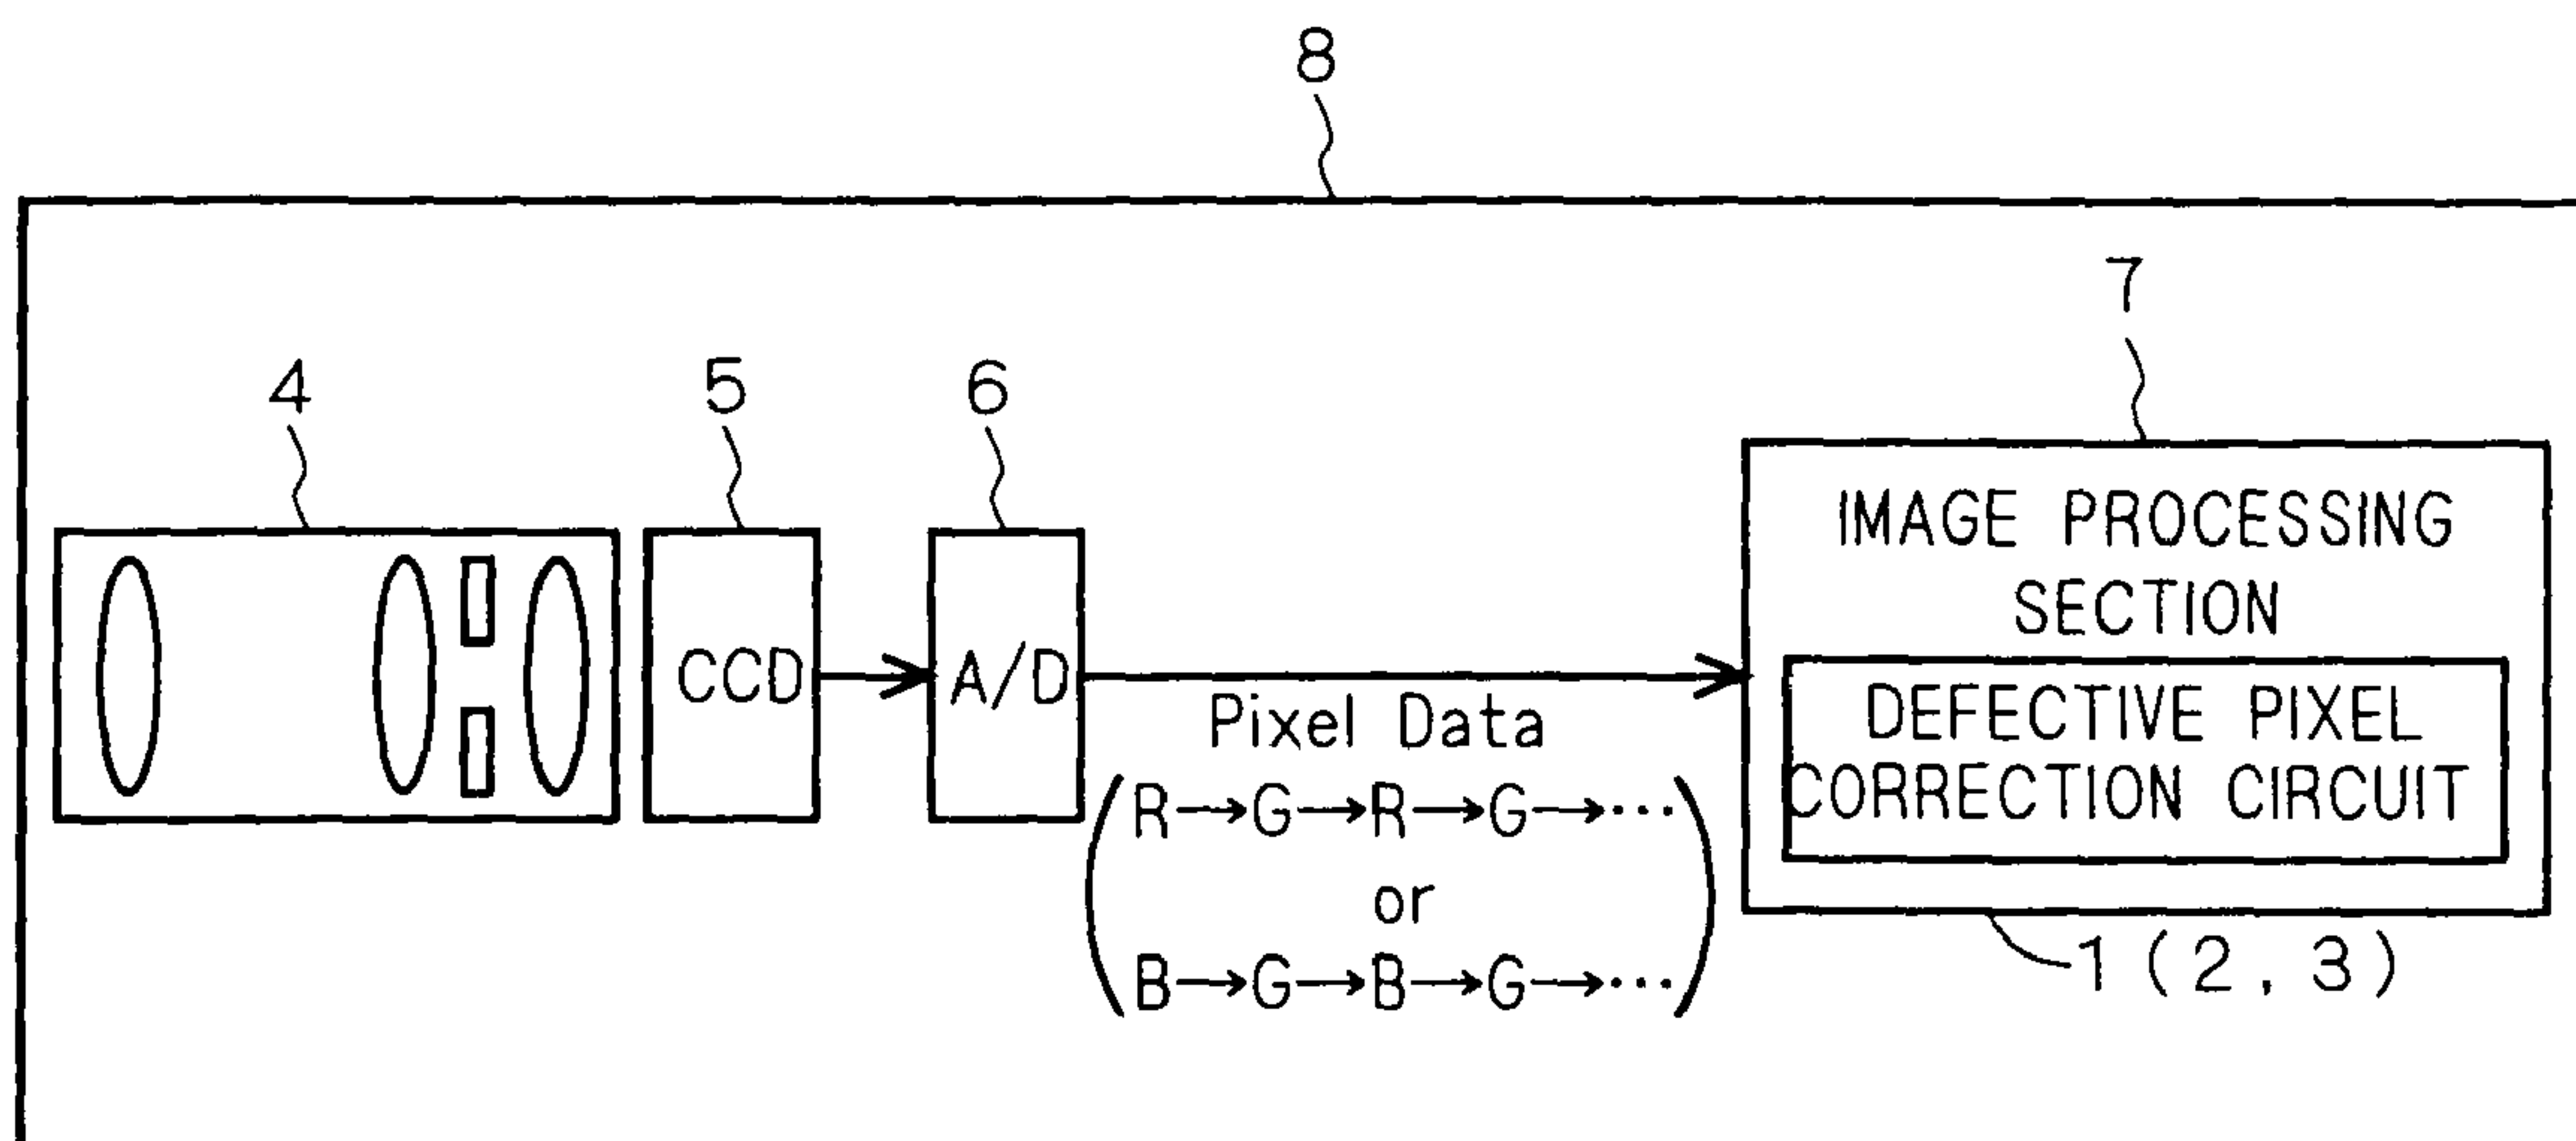 8
7
4
5
6
IMAGE PROCESSING
SECTION
CCD
A/D
DEFECTIVE PIXEL
CORRECTION CIRCUIT
Pixel Data
R→G→R→G→···
or
B→G→B→G→···
1(2,3)